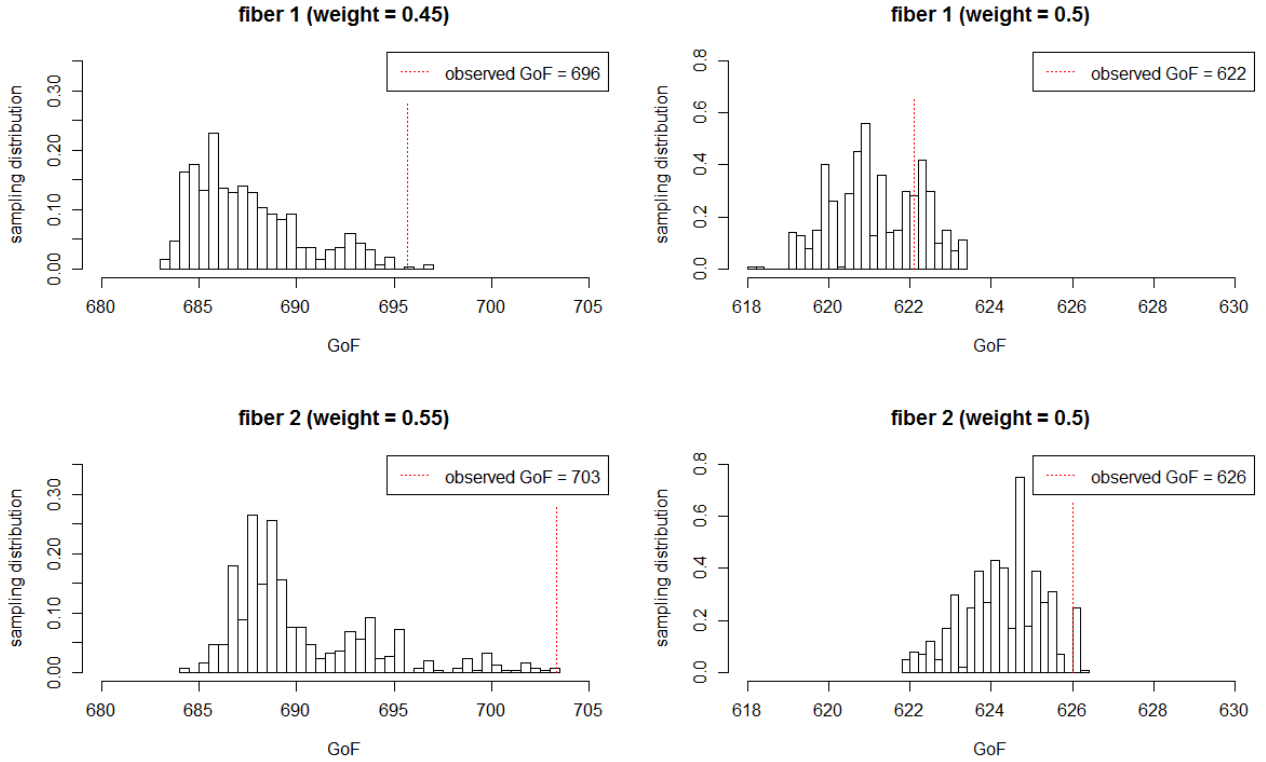 fiber 1 (weight = 0.45)
observed GoF = 696
sampling distribution
0.00 0.10 0.20 0.30
680 685 690 695 700 705
GoF
fiber 1 (weight = 0.5)
observed GoF = 622
sampling distribution
0.0 0.2 0.4 0.6 0.8
618 620 622 624 626 628 630
GoF
fiber 2 (weight = 0.55)
observed GoF = 703
sampling distribution
0.00 0.10 0.20 0.30
680 685 690 695 700 705
GoF
fiber 2 (weight = 0.5)
observed GoF = 626
sampling distribution
0.0 0.2 0.4 0.6 0.8
618 620 622 624 626 628 630
GoF